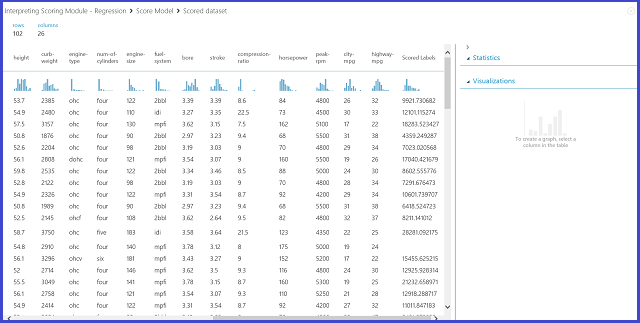 Interpreting Scoring Module - Regression › Score Model › Scored dataset
rows columns
102 26
height curb-weight engine-type num-of-cylinders engine-size fuel-system bore stroke compression-ratio horsepower peak-rpm city-mpg highway-mpg Scored Labels
53.7 2385 ohc four 122 2bbl 3.39 3.39 8.6 84 4800 26 32 9921.730682
54.9 2480 ohc four 110 idi 3.27 3.35 22.5 73 4500 30 33 12101.115274
57.5 3157 ohc four 130 mpfi 3.62 3.15 7.5 162 5100 17 22 18283.523427
50.8 1876 ohc four 90 2bbl 2.97 3.23 9.4 68 5500 31 38 4359.249287
52.6 2204 ohc four 98 2bbl 3.19 3.03 9 70 4800 29 34 7023.020568
56.1 2808 dohc four 121 mpfi 3.54 3.07 9 160 5500 19 26 17040.421679
59.8 2535 ohc four 122 2bbl 3.34 3.46 8.5 88 5000 24 30 8602.555776
52.8 2122 ohc four 98 2bbl 3.19 3.03 9 70 4800 28 34 7291.676473
54.9 2326 ohc four 122 mpfi 3.31 3.54 8.7 92 4200 29 34 10601.739707
50.8 1989 ohc four 90 2bbl 2.97 3.23 9.4 68 5500 31 38 6418.524723
52.5 2145 ohcf four 108 2bbl 3.62 2.64 9.5 82 4800 32 37 8211.141012
58.7 3750 ohc five 183 idi 3.58 3.64 21.5 123 4350 22 25 28281.092175
54.8 2910 ohc four 140 mpfi 3.78 3.12 8 175 5000 19 24
56.1 3296 ohcv six 181 mpfi 3.43 3.27 9 152 5200 17 22 15455.625215
52 2714 ohc four 146 mpfi 3.62 3.5 9.3 116 4800 24 30 12925.928314
55.5 3049 ohc four 141 mpfi 3.78 3.15 8.7 160 5300 19 25 21232.658971
56.1 2758 ohc four 121 mpfi 3.54 3.07 9.3 110 5250 21 28 12918.288717
54.9 2414 ohc four 122 mpfi 3.31 3.54 8.7 92 4200 27 32 11011.847183
Statistics
Visualizations
To create a graph, select a
column in the table